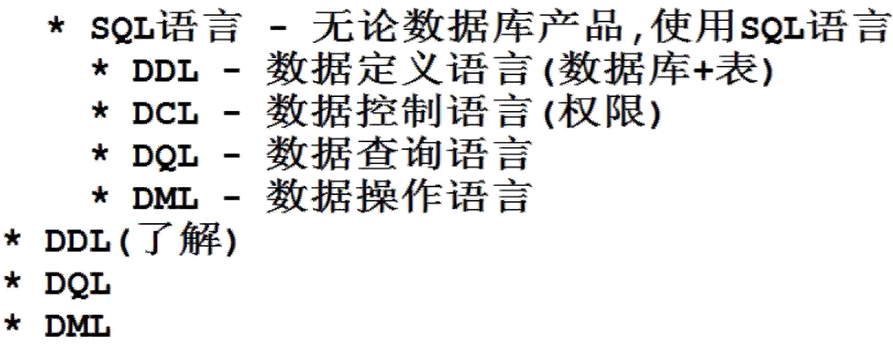 * SQL语言 - 无论数据库产品,使用SQL语言
* DDL - 数据定义语言(数据库+表)
* DCL - 数据控制语言(权限)
* DQL - 数据查询语言
* DML - 数据操作语言
* DDL(了解)
* DQL
* DML